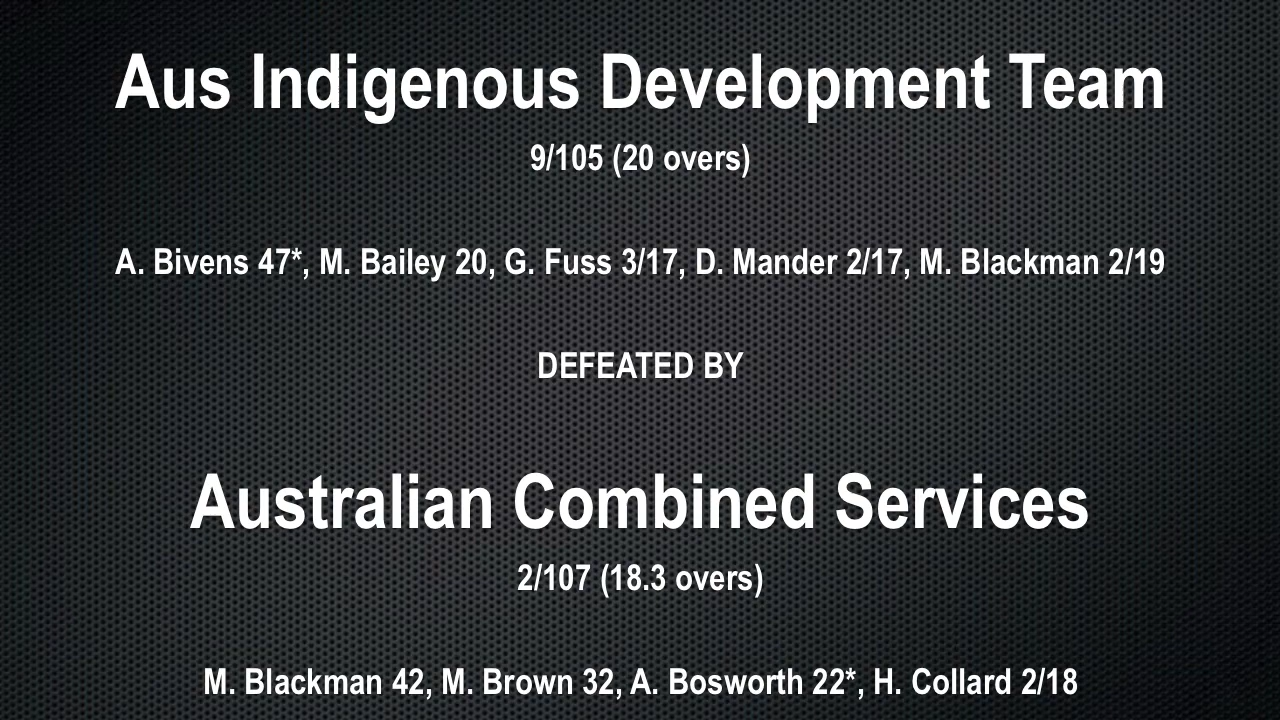 Aus Indigenous Development Team
9/105 (20 overs)
A. Bivens 47*, M. Bailey 20, G. Fuss 3/17, D. Mander 2/17, M. Blackman 2/19
DEFEATED BY
Australian Combined Services
2/107 (18.3 overs)
M. Blackman 42, M. Brown 32, A. Bosworth 22*, H. Collard 2/18